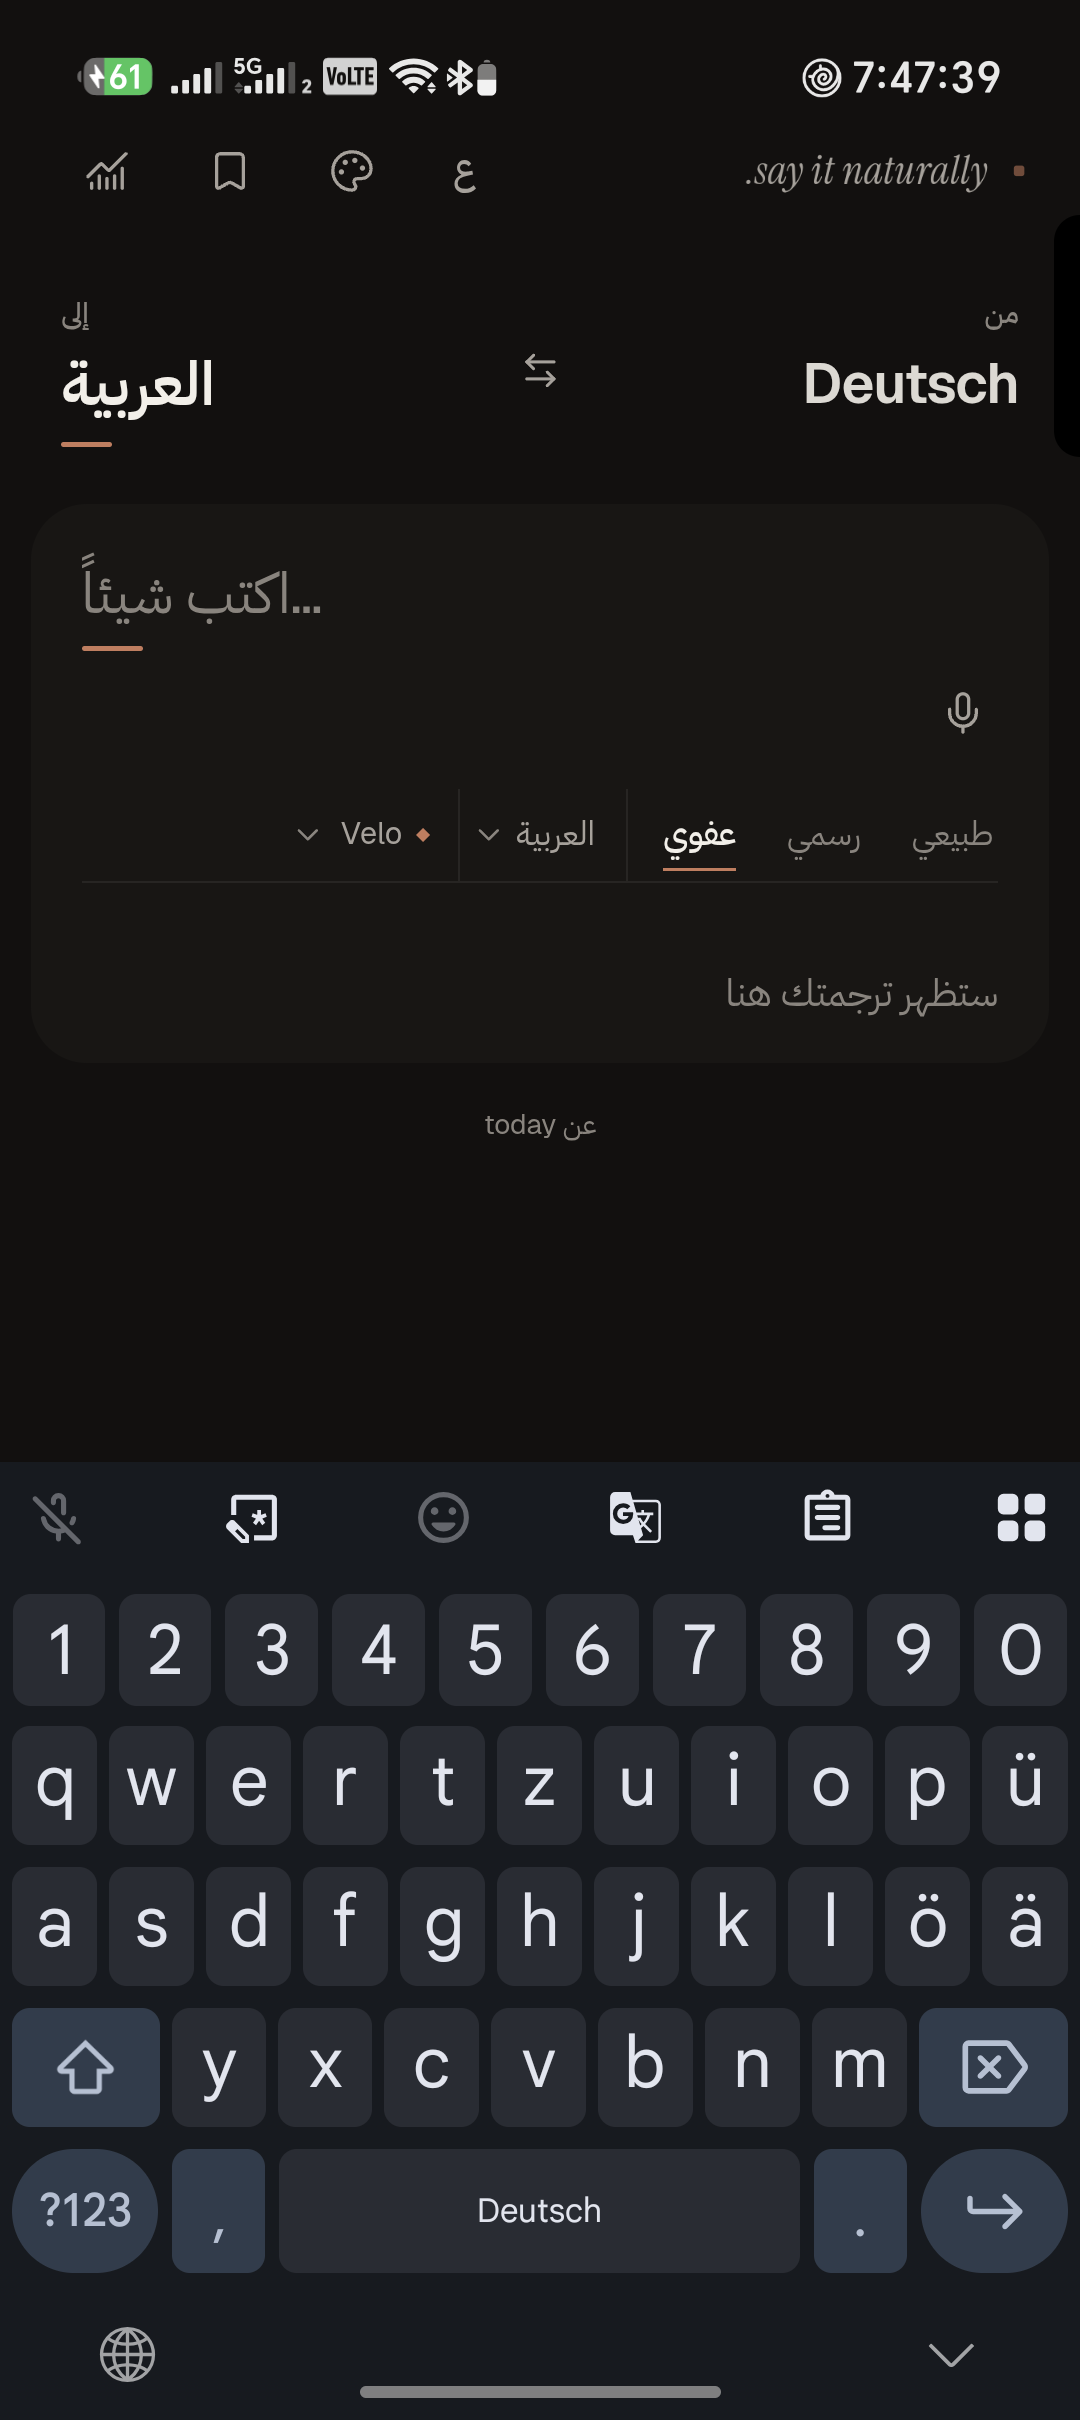 61 5G 2 VoLTE 7:47:39
ع .say it naturally
من إلى
Deutsch العربية
اكتب شيئاً...
طبيعي رسمي عفوي العربية Velo
ستظهر ترجمتك هنا
عن today
1 2 3 4 5 6 7 8 9 0
q w e r t z u i o p ü
a s d f g h j k l ö ä
y x c v b n m
?123 , Deutsch .